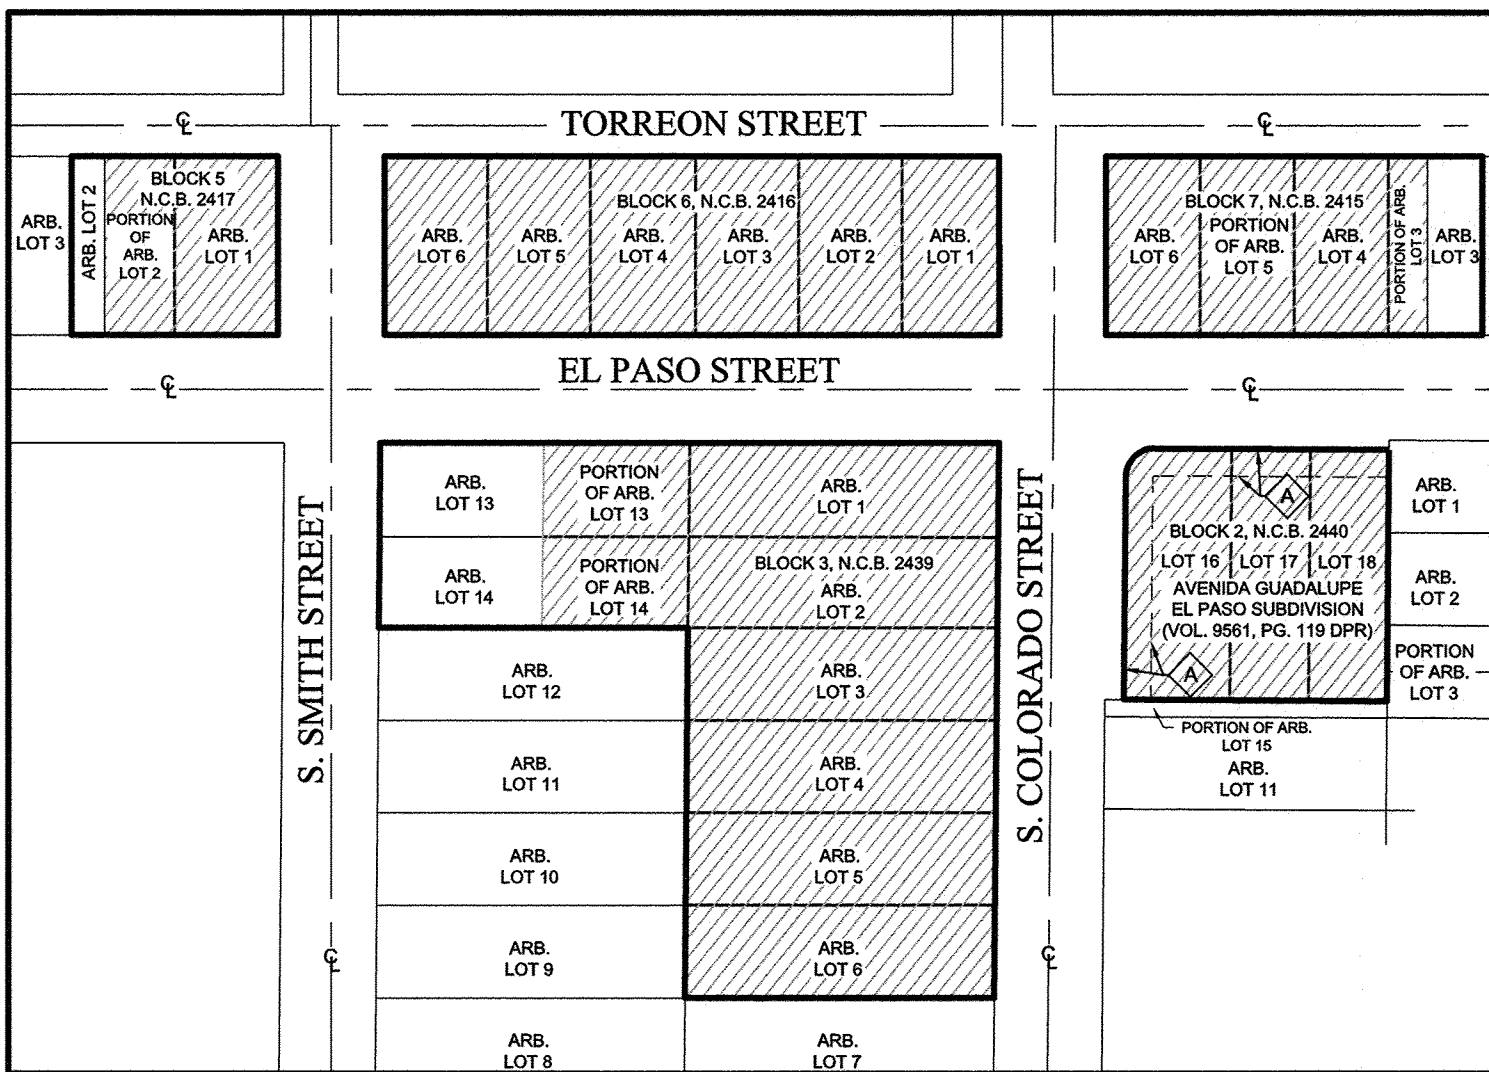 TORREON STREET
℄
℄
ARB.
LOT 3
ARB. LOT 2
BLOCK 5
N.C.B. 2417
PORTION
OF
ARB.
LOT 2
ARB.
LOT 1
BLOCK 6, N.C.B. 2416
ARB.
LOT 6
ARB.
LOT 5
ARB.
LOT 4
ARB.
LOT 3
ARB.
LOT 2
ARB.
LOT 1
BLOCK 7, N.C.B. 2415
ARB.
LOT 6
PORTION
OF ARB.
LOT 5
ARB.
LOT 4
PORTION OF ARB.
LOT 3
ARB.
LOT 3
EL PASO STREET
℄
℄
S. SMITH STREET
℄
ARB.
LOT 13
PORTION
OF ARB.
LOT 13
ARB.
LOT 1
ARB.
LOT 14
PORTION
OF ARB.
LOT 14
BLOCK 3, N.C.B. 2439
ARB.
LOT 2
ARB.
LOT 12
ARB.
LOT 3
ARB.
LOT 11
ARB.
LOT 4
ARB.
LOT 10
ARB.
LOT 5
ARB.
LOT 9
ARB.
LOT 6
ARB.
LOT 8
ARB.
LOT 7
S. COLORADO STREET
℄
A
BLOCK 2, N.C.B. 2440
LOT 16 LOT 17 LOT 18
AVENIDA GUADALUPE
EL PASO SUBDIVISION
(VOL. 9561, PG. 119 DPR)
A
PORTION OF ARB.
LOT 15
ARB.
LOT 11
ARB.
LOT 1
ARB.
LOT 2
PORTION
OF ARB.
LOT 3